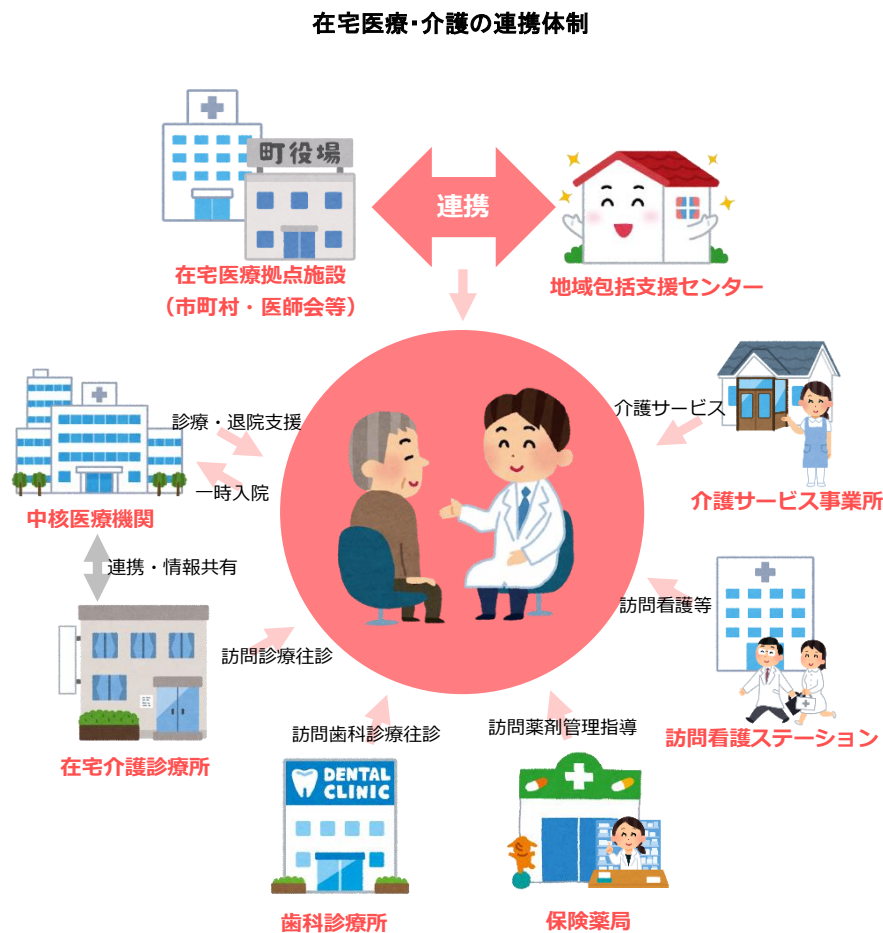 在宅医療・介護の連携体制
町役場
連携
在宅医療拠点施設
（市町村・医師会等）
地域包括支援センター
診療・退院支援
一時入院
中核医療機関
介護サービス
介護サービス事業所
連携・情報共有
訪問看護等
訪問診療往診
在宅介護診療所
訪問看護ステーション
訪問歯科診療往診
DENTAL
CLINIC
歯科診療所
訪問薬剤管理指導
保険薬局